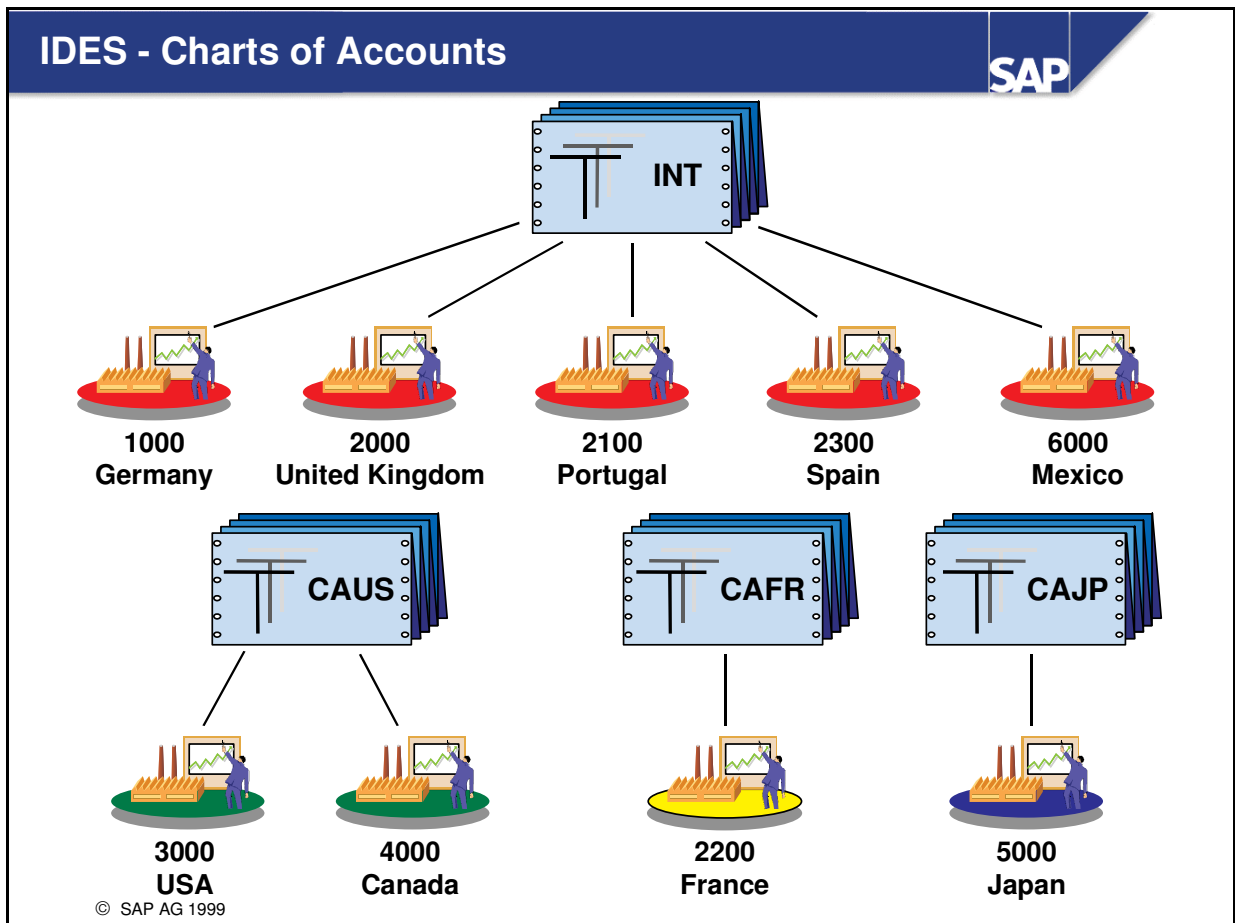 IDES - Charts of Accounts
SAP
INT
1000
Germany
2000
United Kingdom
2100
Portugal
2300
Spain
6000
Mexico
CAUS
CAFR
CAJP
3000
USA
4000
Canada
2200
France
5000
Japan
© SAP AG 1999